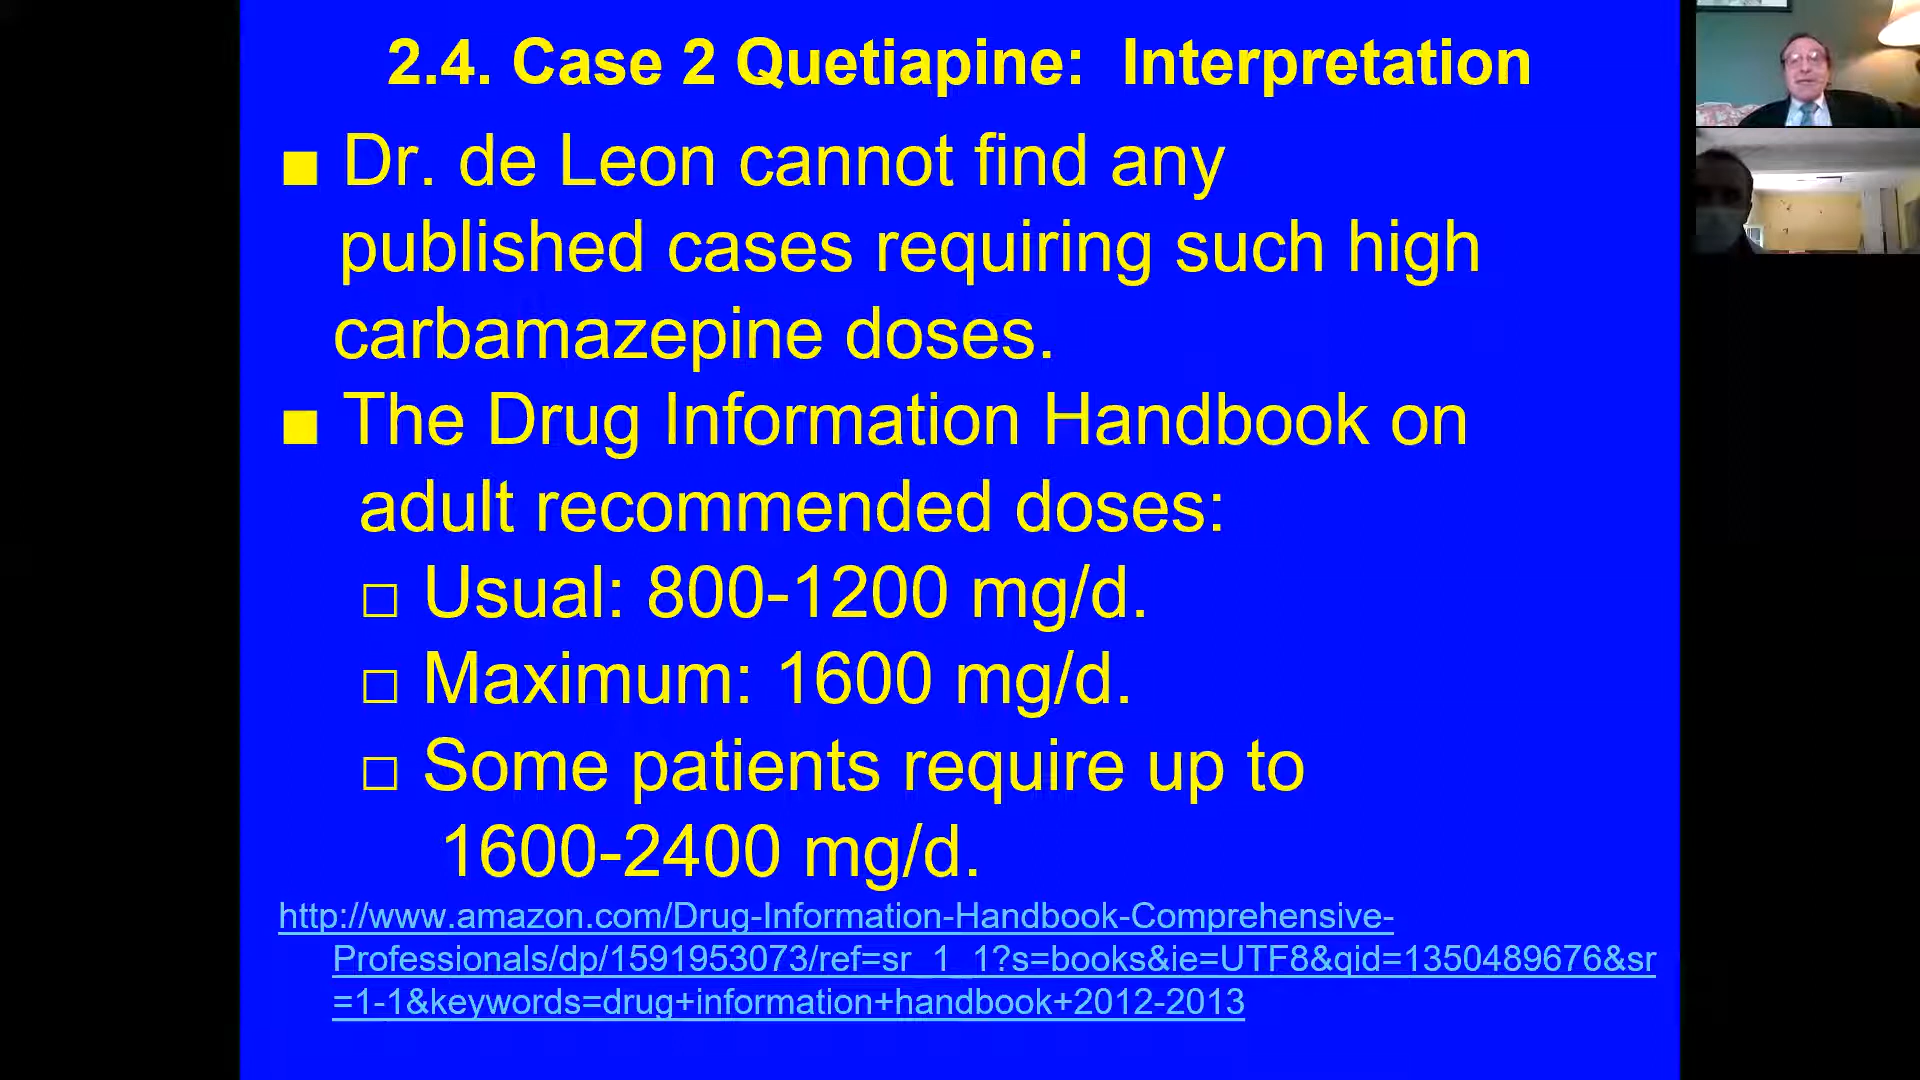 2.4. Case 2 Quetiapine: Interpretation
■ Dr. de Leon cannot find any
published cases requiring such high
carbamazepine doses.
■ The Drug Information Handbook on
adult recommended doses:
□ Usual: 800-1200 mg/d.
□ Maximum: 1600 mg/d.
□ Some patients require up to
1600-2400 mg/d.
http://www.amazon.com/Drug-Information-Handbook-Comprehensive-
Professionals/dp/1591953073/ref=sr_1_1?s=books&ie=UTF8&qid=1350489676&sr
=1-1&keywords=drug+information+handbook+2012-2013